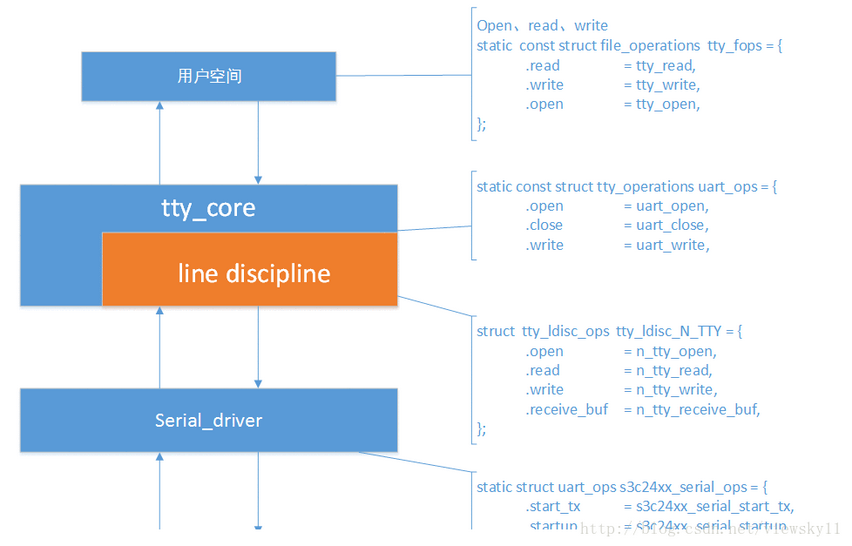 Open、read、write
static const struct file_operations tty_fops = {
.read = tty_read,
.write = tty_write,
.open = tty_open,
};
用户空间
static const struct tty_operations uart_ops = {
.open = uart_open,
.close = uart_close,
.write = uart_write,
tty_core
line discipline
struct tty_ldisc_ops tty_ldisc_N_TTY = {
.open = n_tty_open,
.read = n_tty_read,
.write = n_tty_write,
.receive_buf = n_tty_receive_buf,
};
Serial_driver
static struct uart_ops s3c24xx_serial_ops = {
.start_tx = s3c24xx_serial_start_tx,
.startup = s3c24xx_serial_startup
http://blog.csdn.net/viewsky11